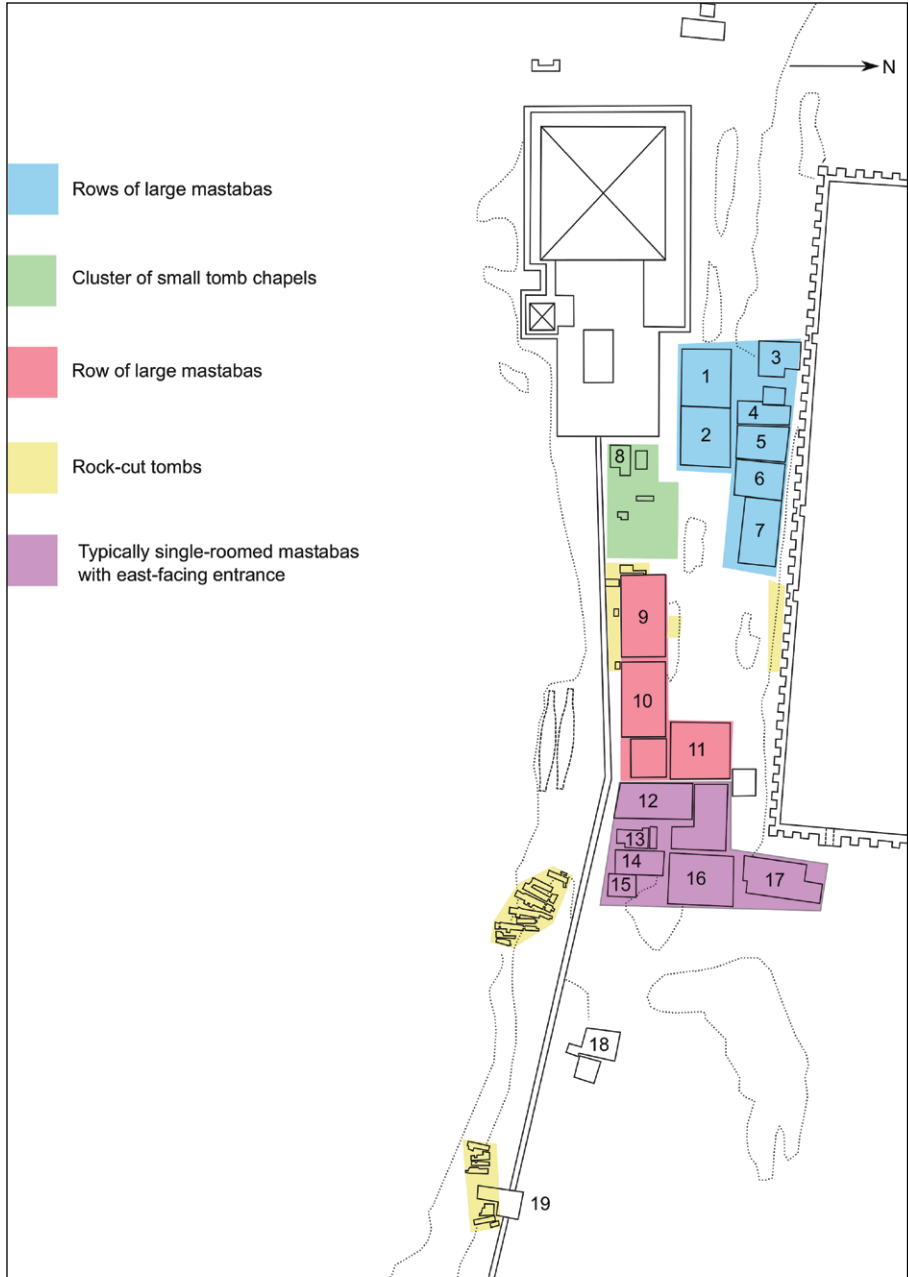 N
Rows of large mastabas
Cluster of small tomb chapels
Row of large mastabas
Rock-cut tombs
Typically single-roomed mastabas
with east-facing entrance
1
2
3
4
5
6
7
8
9
10
11
12
13
14
15
16
17
18
19